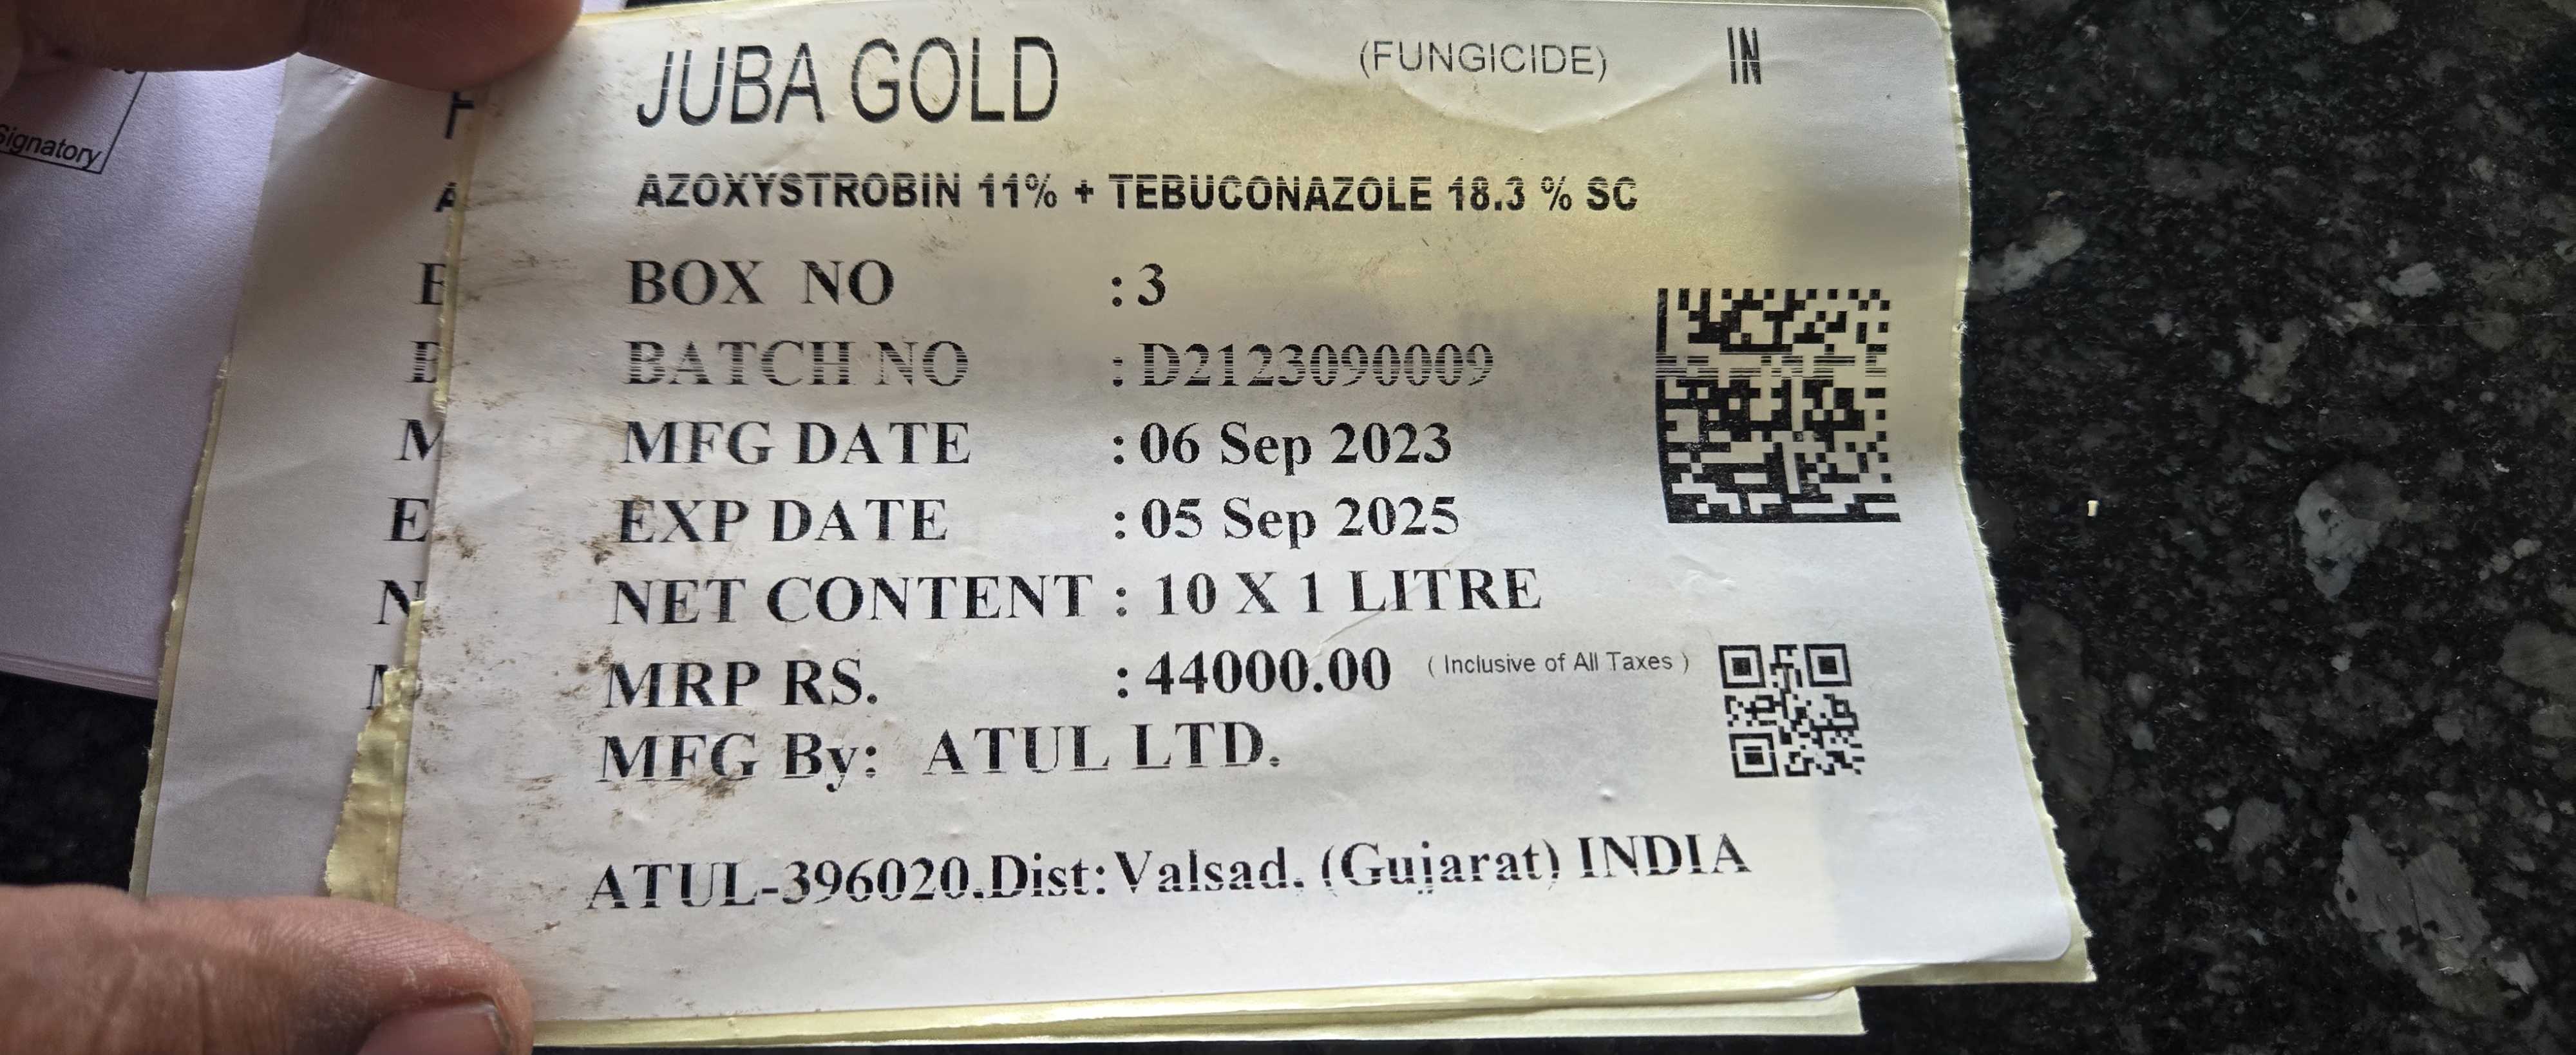 Signatory
JUBA GOLD (FUNGICIDE) IN
AZOXYSTROBIN 11% + TEBUCONAZOLE 18.3 % SC
BOX NO : 3
BATCH NO : D2123090009
MFG DATE : 06 Sep 2023
EXP DATE : 05 Sep 2025
NET CONTENT : 10 X 1 LITRE
MRP RS. : 44000.00 ( Inclusive of All Taxes )
MFG By: ATUL LTD.
ATUL-396020.Dist:Valsad. (Gujarat) INDIA